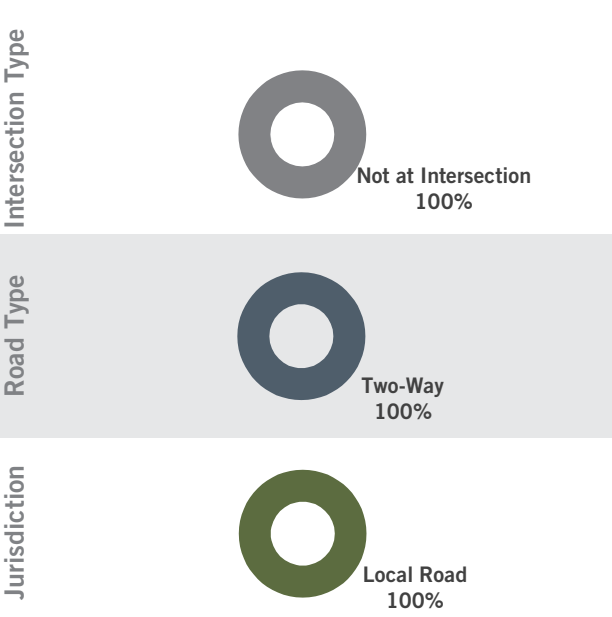 Intersection Type
Not at Intersection
100%
Road Type
Two-Way
100%
Jurisdiction
Local Road
100%